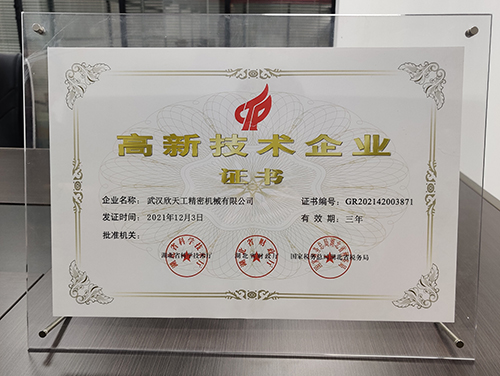 高新技术企业
证书
企业名称：武汉欣天工精密机械有限公司 证书编号：GR202142003871
发证时间：2021年12月3日 有效期：三年
批准机关：
湖北省科学技术厅 湖北省财政厅 国家税务总局湖北省税务局